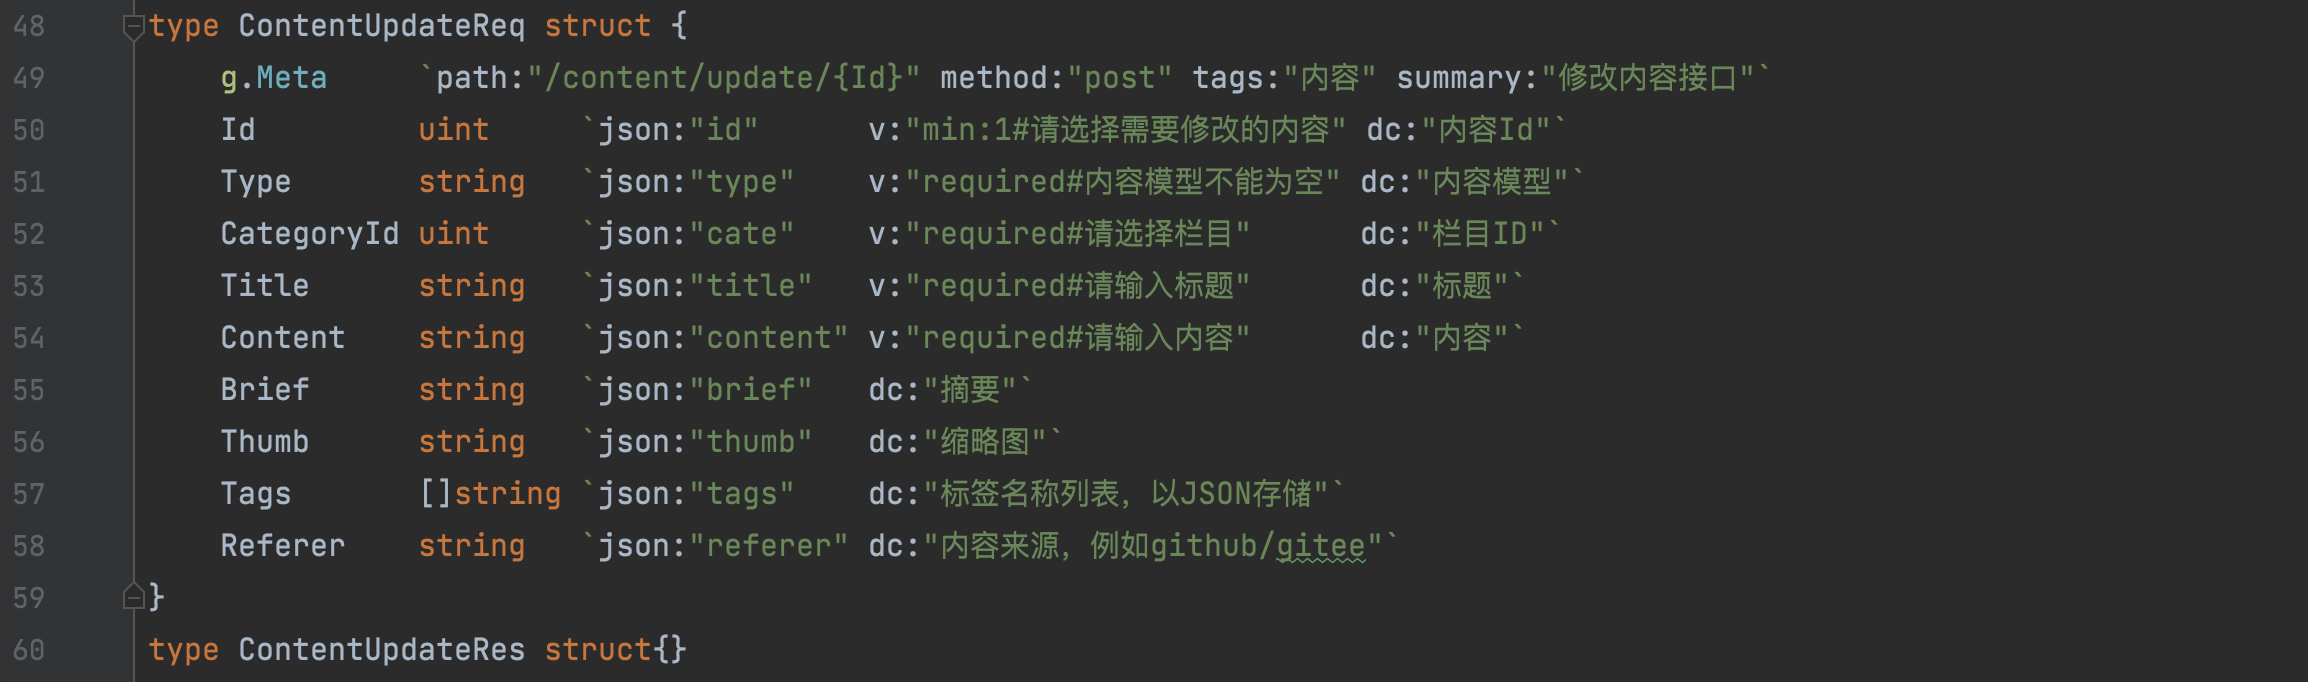 48 type ContentUpdateReq struct {
49 g.Meta `path:"/content/update/{Id}" method:"post" tags:"内容" summary:"修改内容接口"`
50 Id uint `json:"id" v:"min:1#请选择需要修改的内容" dc:"内容Id"`
51 Type string `json:"type" v:"required#内容模型不能为空" dc:"内容模型"`
52 CategoryId uint `json:"cate" v:"required#请选择栏目" dc:"栏目ID"`
53 Title string `json:"title" v:"required#请输入标题" dc:"标题"`
54 Content string `json:"content" v:"required#请输入内容" dc:"内容"`
55 Brief string `json:"brief" dc:"摘要"`
56 Thumb string `json:"thumb" dc:"缩略图"`
57 Tags []string `json:"tags" dc:"标签名称列表，以JSON存储"`
58 Referer string `json:"referer" dc:"内容来源，例如github/gitee"`
59 }
60 type ContentUpdateRes struct{}